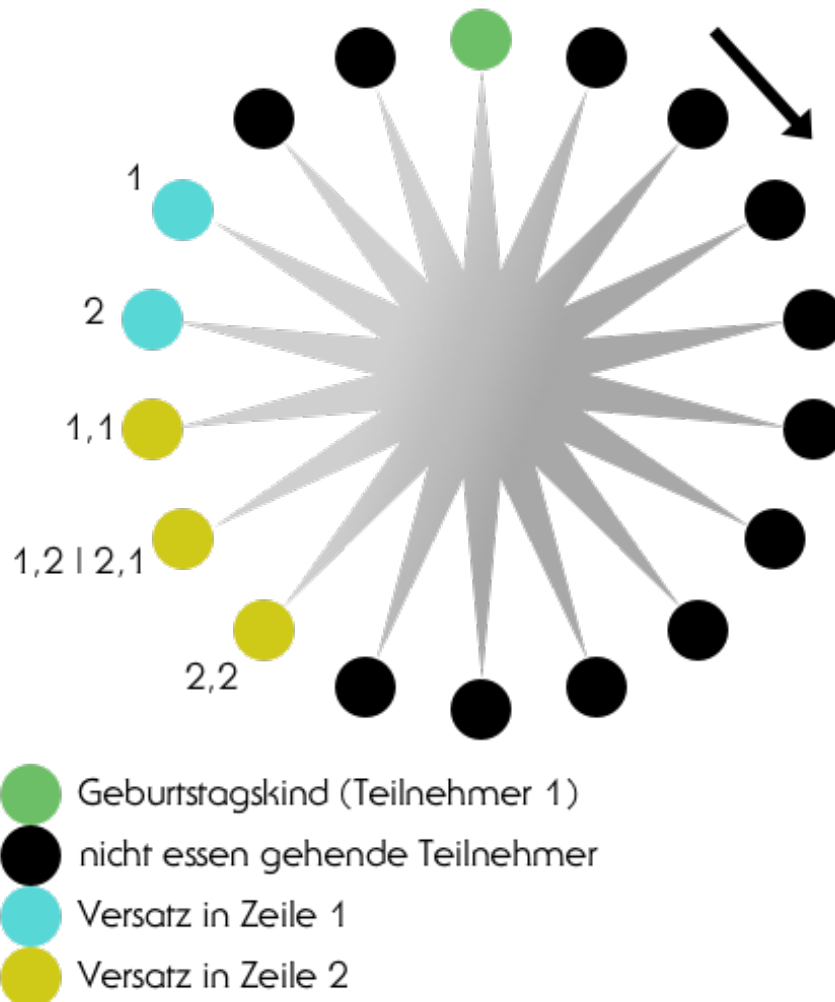 1
2
1,1
1,2 | 2,1
2,2
Geburtstagskind (Teilnehmer 1)
nicht essen gehende Teilnehmer
Versatz in Zeile 1
Versatz in Zeile 2